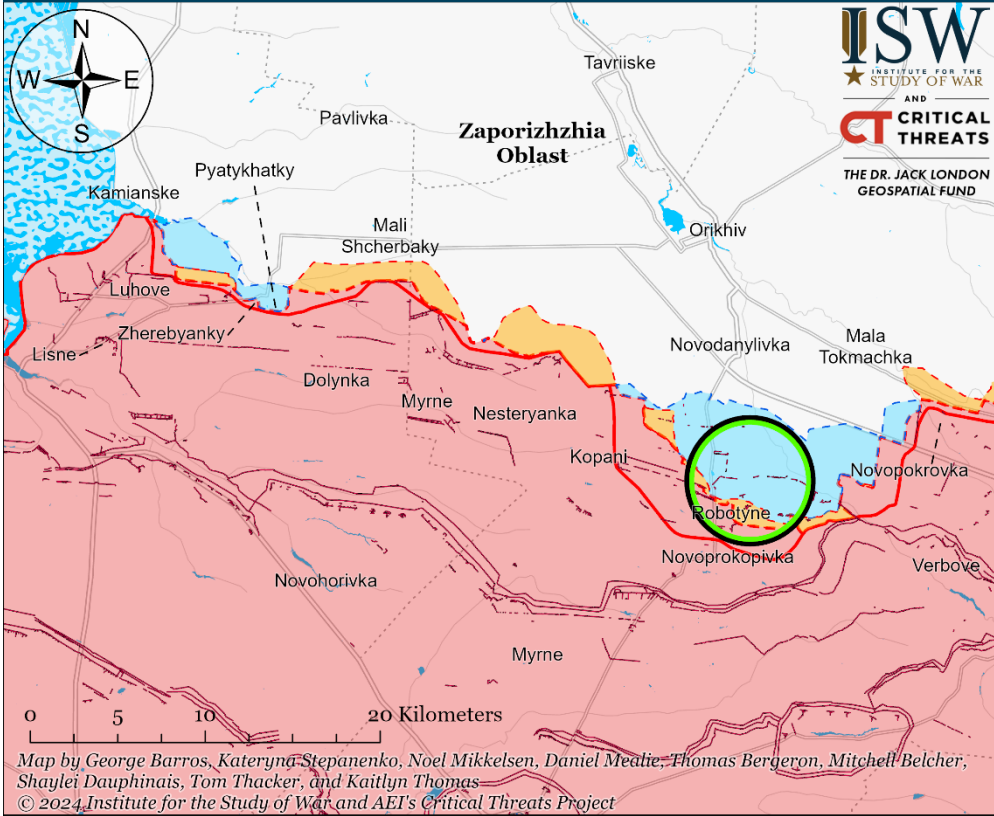 N
W E
S
ISW
INSTITUTE FOR THE
STUDY OF WAR
AND
CT CRITICAL
THREATS
THE DR. JACK LONDON
GEOSPATIAL FUND
Tavriiske
Pavlivka
Zaporizhzhia
Oblast
Pyatykhatky
Kamianske
Mali
Shcherbaky
Orikhiv
Luhove
Zherebyanky
Lisne
Novodanylivka
Mala
Tokmachka
Dolynka
Myrne
Nesteryanka
Kopani
Novopokrovka
Robotyne
Novoprokopivka
Verbove
Novohorivka
Myrne
0 5 10 20 Kilometers
Map by George Barros, Kateryna Stepanenko, Noel Mikkelsen, Daniel Mealie, Thomas Bergeron, Mitchell Belcher,
Shaylei Dauphinais, Tom Thacker, and Kaitlyn Thomas
© 2024 Institute for the Study of War and AEI's Critical Threats Project